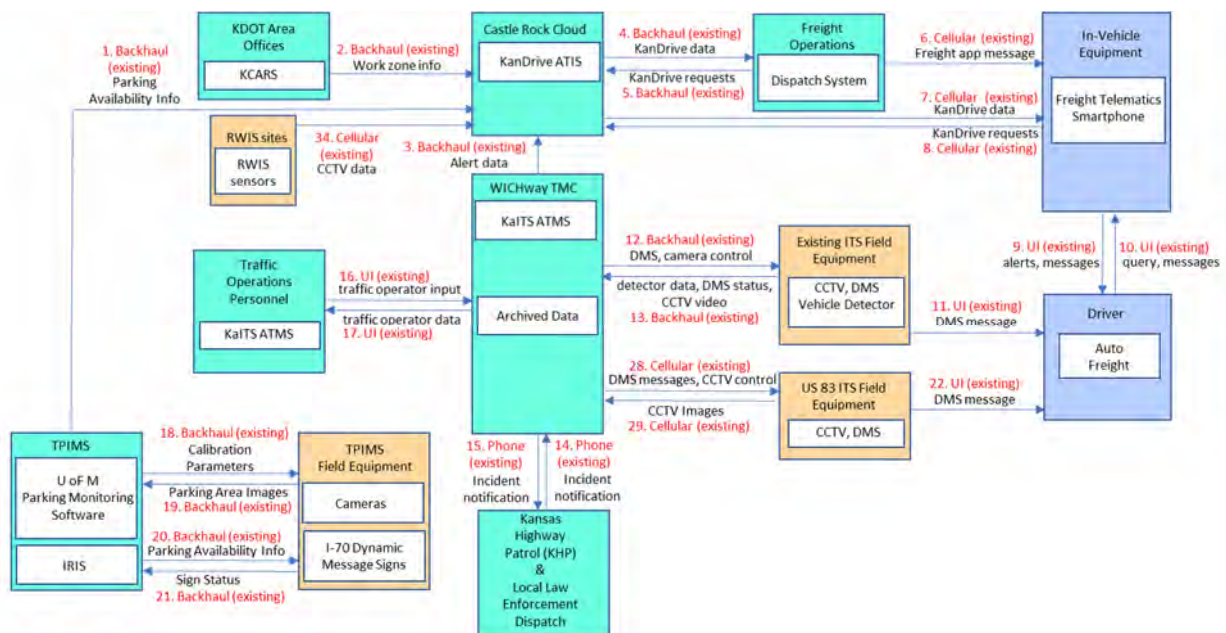 KDOT Area
Offices
KCARS
1. Backhaul
(existing)
Parking
Availability Info
2. Backhaul (existing)
Work zone info
Castle Rock Cloud
KanDrive ATIS
4. Backhaul (existing)
KanDrive data
KanDrive requests
5. Backhaul (existing)
Freight Operations
Dispatch System
6. Cellular (existing)
Freight app message
In-Vehicle
Equipment
Freight Telematics
Smartphone
7. Cellular (existing)
KanDrive data
KanDrive requests
8. Cellular (existing)
RWIS sites
RWIS
sensors
34. Cellular
(existing)
CCTV data
3. Backhaul (existing)
Alert data
WICHway TMC
KaITS ATMS
Archived Data
12. Backhaul (existing)
DMS, camera control
detector data, DMS status,
CCTV video
13. Backhaul (existing)
Existing ITS Field
Equipment
CCTV, DMS
Vehicle Detector
9. UI (existing)
alerts, messages
10. UI (existing)
query, messages
11. UI (existing)
DMS message
Driver
Auto
Freight
Traffic
Operations
Personnel
KaITS ATMS
16. UI (existing)
traffic operator input
traffic operator data
17. UI (existing)
28. Cellular (existing)
DMS messages, CCTV control
CCTV Images
29. Cellular (existing)
US 83 ITS Field
Equipment
CCTV, DMS
22. UI (existing)
DMS message
TPIMS
U oF M
Parking Monitoring
Software
IRIS
18. Backhaul (existing)
Calibration
Parameters
Parking Area Images
19. Backhaul (existing)
20. Backhaul (existing)
Parking Availability Info
Sign Status
21. Backhaul (existing)
TPIMS
Field Equipment
Cameras
I-70 Dynamic
Message Signs
15. Phone
(existing)
Incident
notification
14. Phone
(existing)
Incident
notification
Kansas
Highway
Patrol (KHP)
&
Local Law
Enforcement
Dispatch